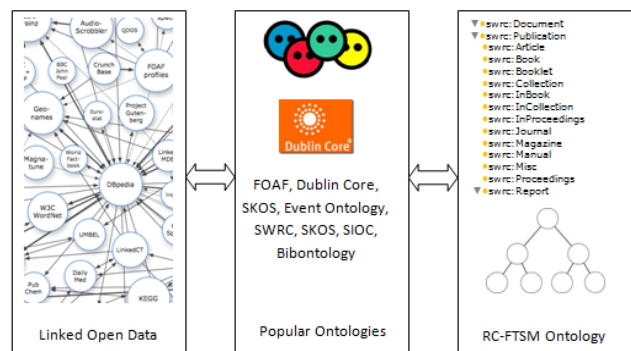 Audio-
Scrobbler
QDOS
BBC
John
Peel
Crunch
Base
FOAF
profiles
Geo-
names
Euro-
stat
Project
Guten-
berg
Magna-
tune
World
Fact-
book
DBpedia
W3C
WordNet
UMBEL
LinkedCT
Daily
Med
Pub
Chem
KEGG
Linked Open Data
Dublin Core
FOAF, Dublin Core,
SKOS, Event Ontology,
SWRC, SKOS, SIOC,
Bibontology
Popular Ontologies
swrc:Document
swrc:Publication
swrc:Article
swrc:Book
swrc:Booklet
swrc:Collection
swrc:InBook
swrc:InCollection
swrc:InProceedings
swrc:Journal
swrc:Magazine
swrc:Manual
swrc:Misc
swrc:Proceedings
swrc:Report
RC-FTSM Ontology